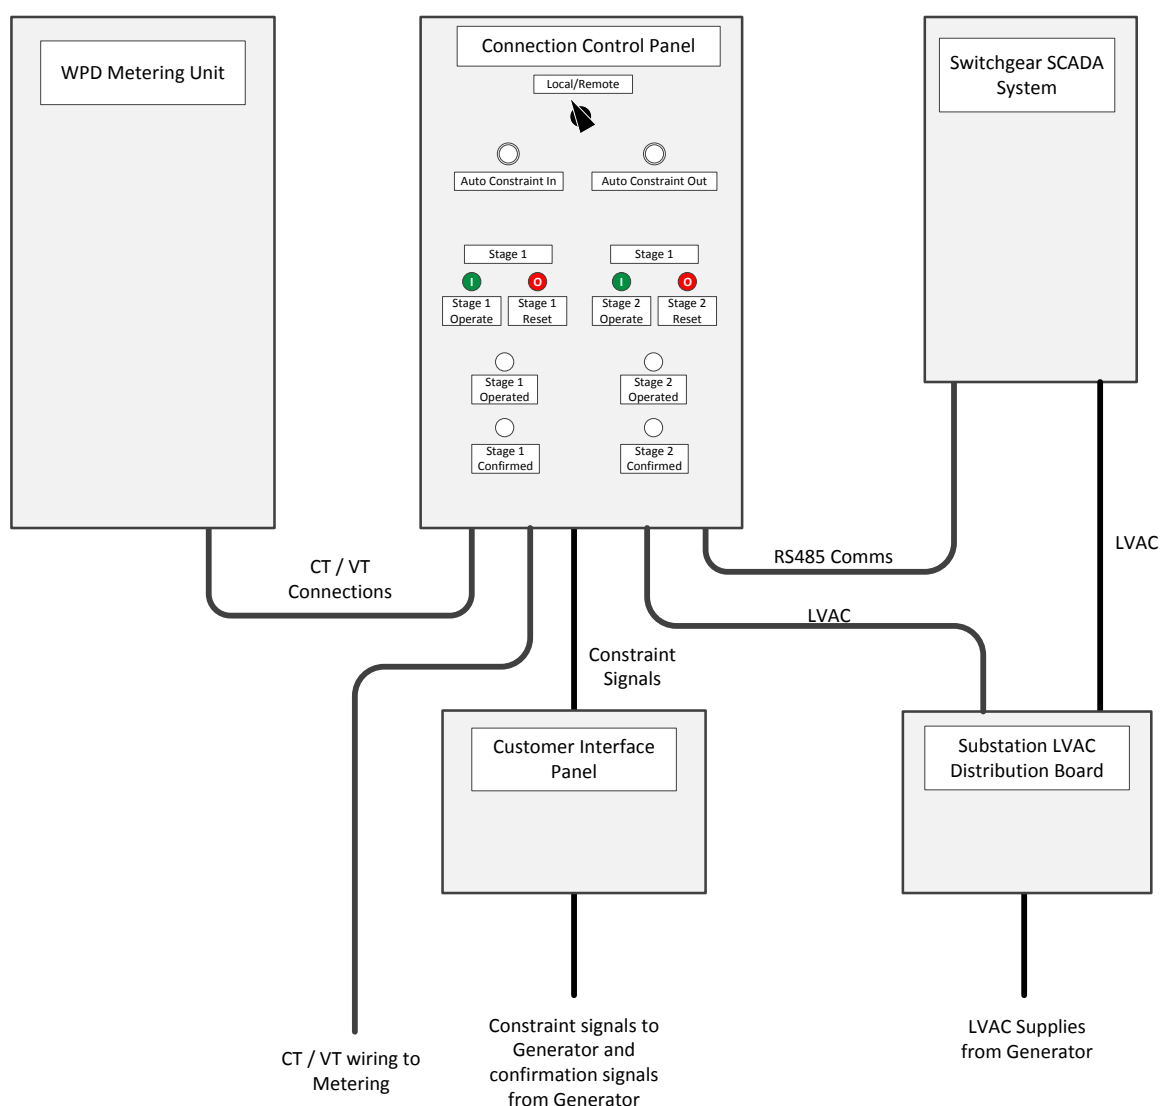 WPD Metering Unit
Connection Control Panel
Local/Remote
Auto Constraint In
Auto Constraint Out
Stage 1
Stage 1
I
O
I
O
Stage 1
Operate
Stage 1
Reset
Stage 2
Operate
Stage 2
Reset
Stage 1
Operated
Stage 2
Operated
Stage 1
Confirmed
Stage 2
Confirmed
Switchgear SCADA
System
CT / VT
Connections
RS485 Comms
LVAC
LVAC
Constraint
Signals
Customer Interface
Panel
Substation LVAC
Distribution Board
CT / VT wiring to
Metering
Constraint signals to
Generator and
confirmation signals
from Generator
LVAC Supplies
from Generator